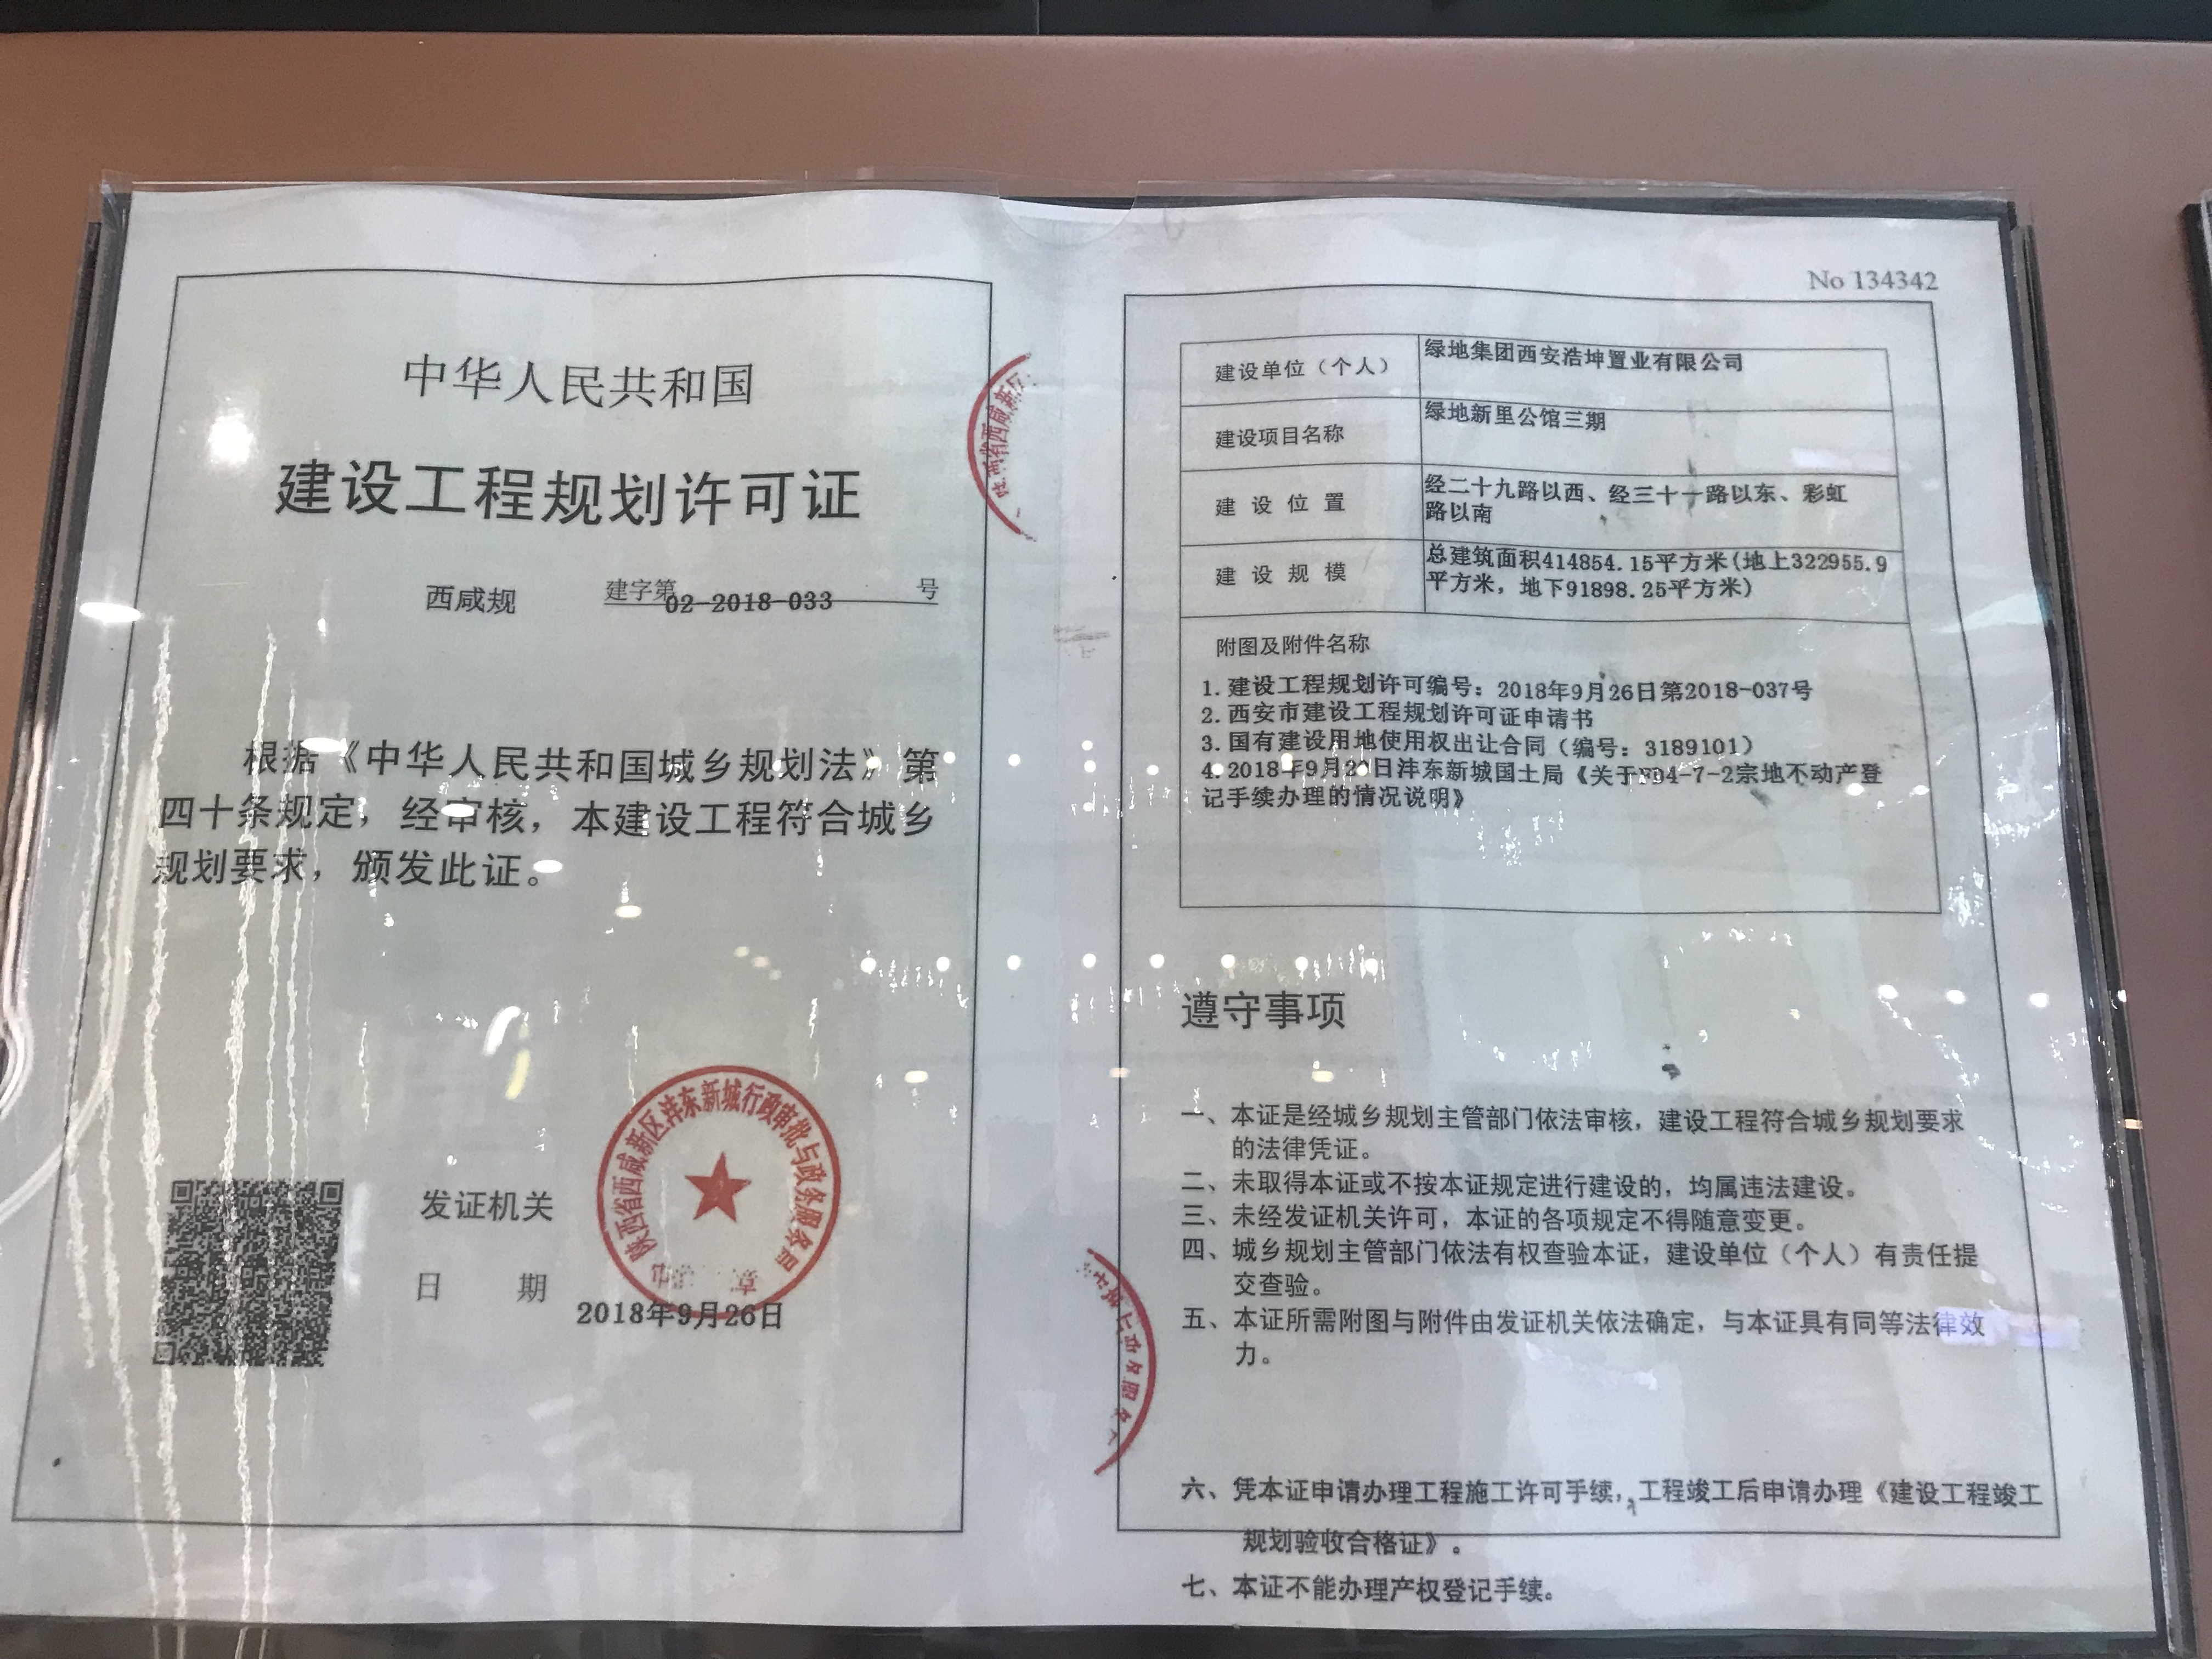 中华人民共和国
建设工程规划许可证
西咸规 建字第02-2018-033 号
根据《中华人民共和国城乡规划法》第
四十条规定，经审核，本建设工程符合城乡
规划要求，颁发此证。
发证机关
日 期
2018年9月26日
陕西省西咸新区沣东新城行政审批与政务服务局
陕西省西咸新区
No 134342
建设单位（个人） 绿地集团西安浩坤置业有限公司
建设项目名称 绿地新里公馆三期
建设位置 经二十九路以西、经三十一路以东、彩虹
路以南
建设规模 总建筑面积414854.15平方米(地上322955.9
平方米，地下91898.25平方米)
附图及附件名称
1.建设工程规划许可编号：2018年9月26日第2018-037号
2.西安市建设工程规划许可证申请书
3.国有建设用地使用权出让合同（编号：3189101）
4.2018年9月 日沣东新城国土局《关于 D4-7-2宗地不动产登
记手续办理的情况说明》
遵守事项
一、本证是经城乡规划主管部门依法审核，建设工程符合城乡规划要求
的法律凭证。
二、未取得本证或不按本证规定进行建设的，均属违法建设。
三、未经发证机关许可，本证的各项规定不得随意变更。
四、城乡规划主管部门依法有权查验本证，建设单位（个人）有责任提
交查验。
五、本证所需附图与附件由发证机关依法确定，与本证具有同等法律效
力。
六、凭本证申请办理工程施工许可手续，工程竣工后申请办理《建设工程竣工
规划验收合格证》。
七、本证不能办理产权登记手续。